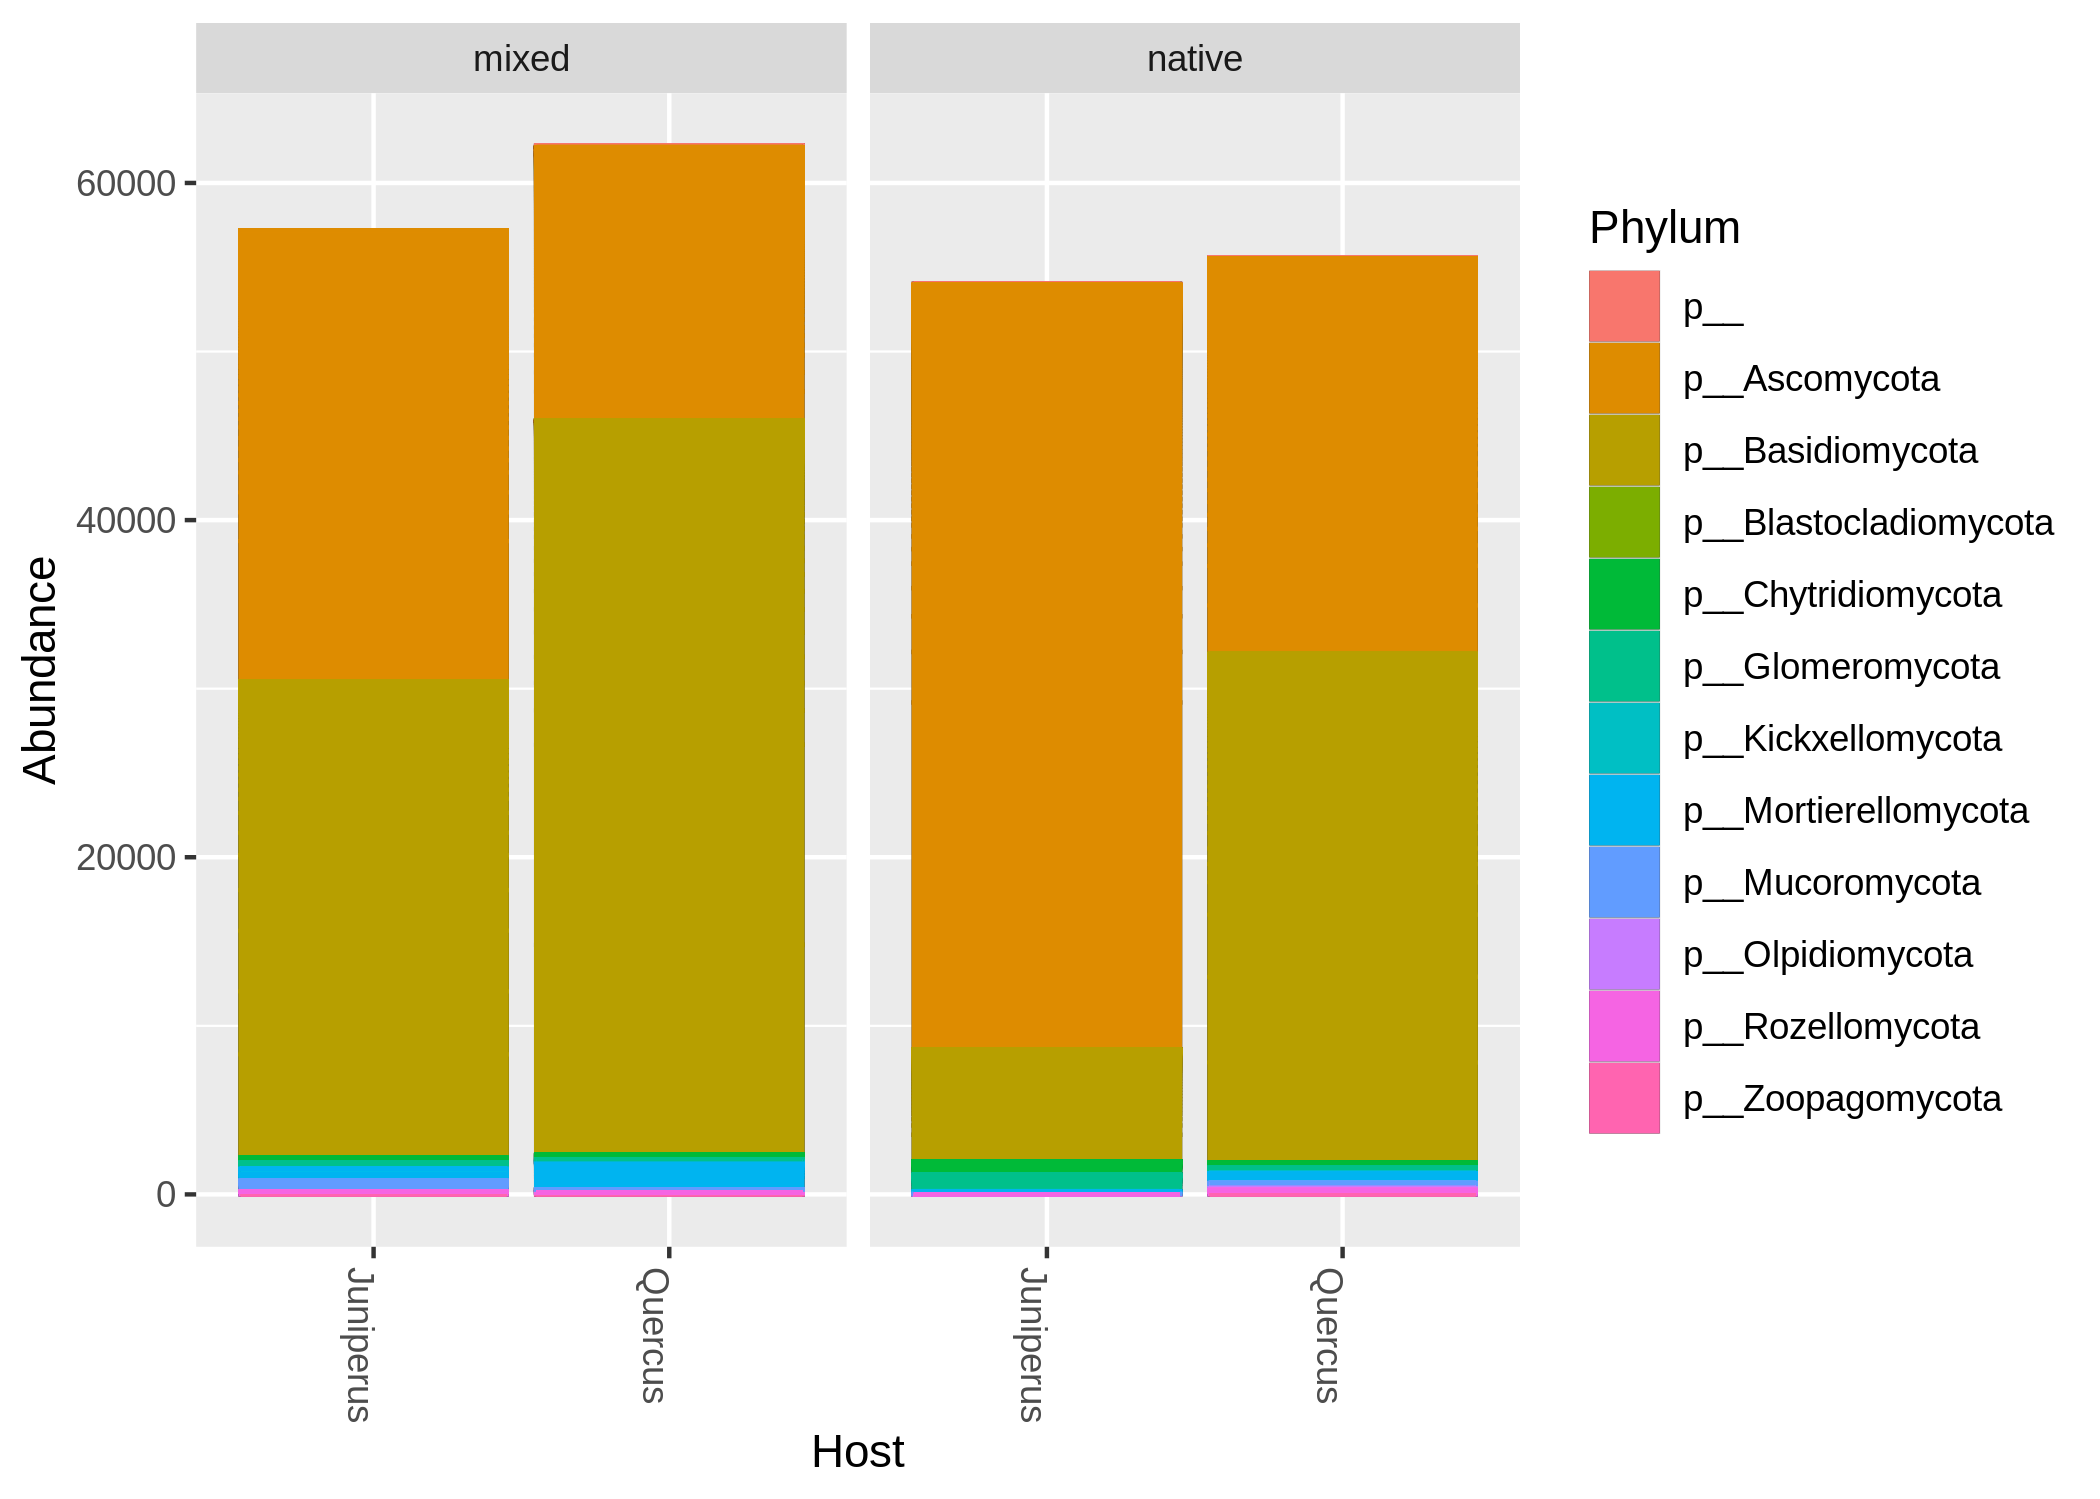 mixed
native
60000
40000
20000
0
Abundance
Juniperus
Quercus
Juniperus
Quercus
Host
Phylum
p__
p__Ascomycota
p__Basidiomycota
p__Blastocladiomycota
p__Chytridiomycota
p__Glomeromycota
p__Kickxellomycota
p__Mortierellomycota
p__Mucoromycota
p__Olpidiomycota
p__Rozellomycota
p__Zoopagomycota